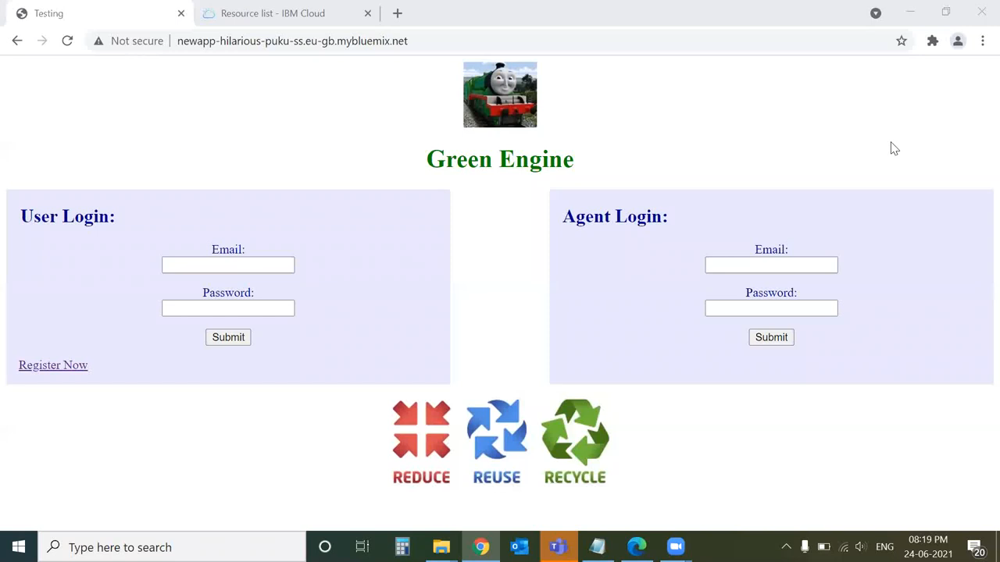 Testing
Resource list - IBM Cloud
Not secure
newapp-hilarious-puku-ss.eu-gb.mybluemix.net
Green Engine
User Login:
Email:
Password:
Submit
Register Now
Agent Login:
Email:
Password:
Submit
REDUCE
REUSE
RECYCLE
Type here to search
ENG
08:19 PM
24-06-2021
20